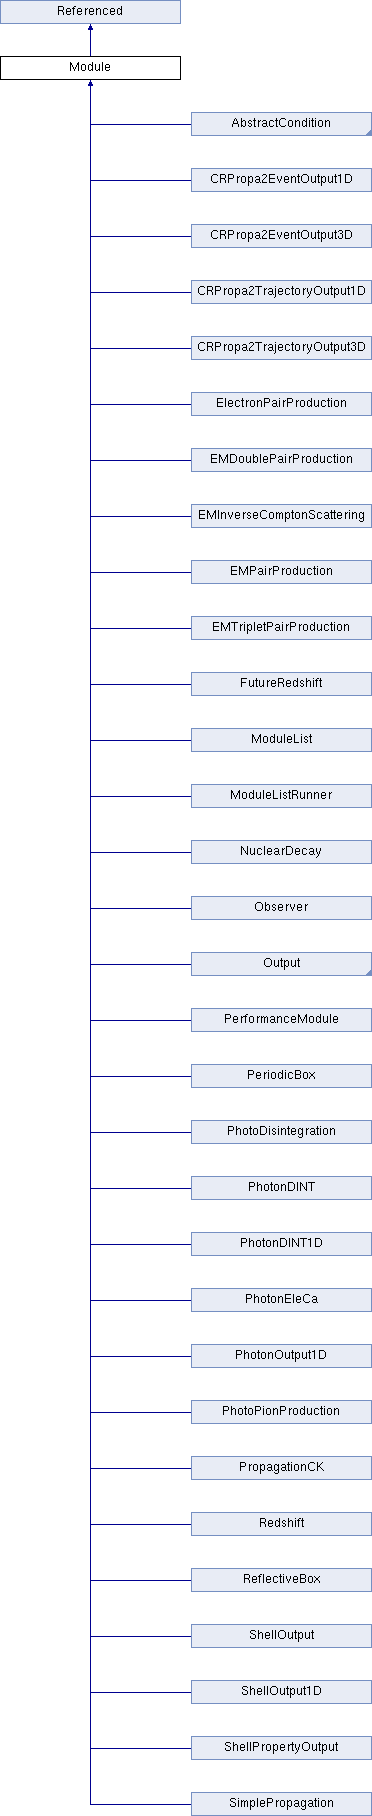 Referenced
Module
AbstractCondition
CRPropa2EventOutput1D
CRPropa2EventOutput3D
CRPropa2TrajectoryOutput1D
CRPropa2TrajectoryOutput3D
ElectronPairProduction
EMDoublePairProduction
EMInverseComptonScattering
EMPairProduction
EMTripletPairProduction
FutureRedshift
ModuleList
ModuleListRunner
NuclearDecay
Observer
Output
PerformanceModule
PeriodicBox
PhotoDisintegration
PhotonDINT
PhotonDINT1D
PhotonEleCa
PhotonOutput1D
PhotoPionProduction
PropagationCK
Redshift
ReflectiveBox
ShellOutput
ShellOutput1D
ShellPropertyOutput
SimplePropagation